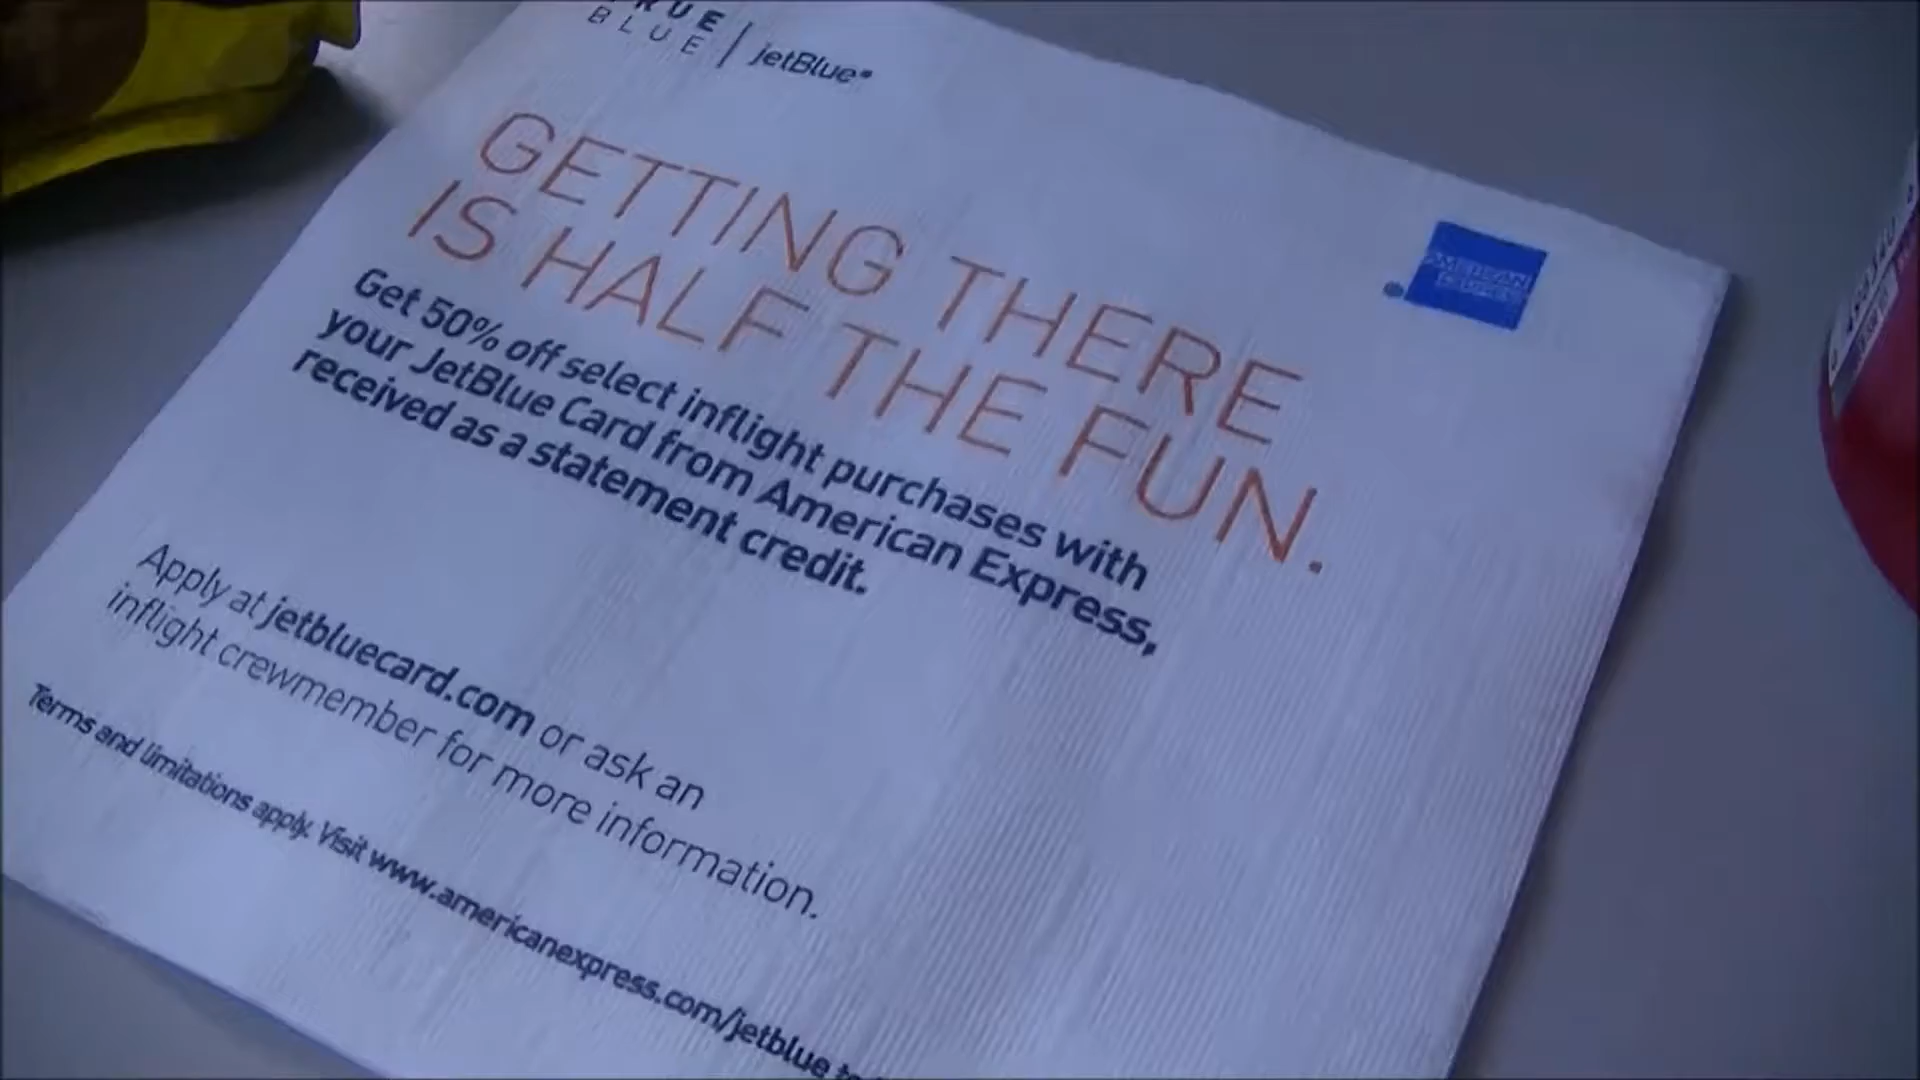 BLUE
jetBlue®
GETTING THERE
IS HALF THE FUN.
AMERICAN
EXPRESS
Get 50% off select inflight purchases with
your JetBlue Card from American Express,
received as a statement credit.
Apply at jetbluecard.com or ask an
inflight crewmember for more information.
Terms and limitations apply. Visit www.americanexpress.com/jetblue